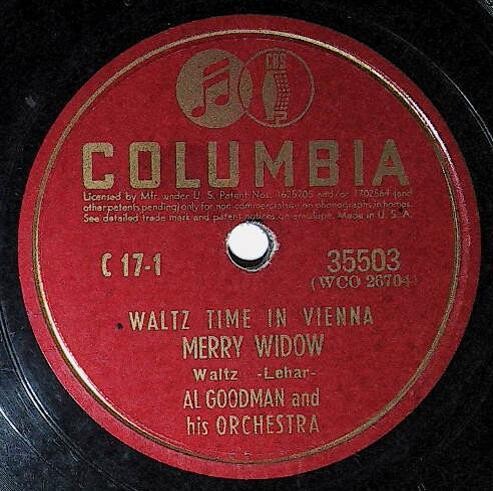 CBS
COLUMBIA
Licensed by Mfr. under U. S. Patent Nos. 1625705 and/or 1702564 (and
other patents pending) only for non-commercial use on phonographs in homes.
See detailed trade mark and patent notices on envelope. Made in U. S. A.
C 17-1
35503
(WCO 26704)
WALTZ TIME IN VIENNA
MERRY WIDOW
Waltz -Lehar-
AL GOODMAN and
his ORCHESTRA